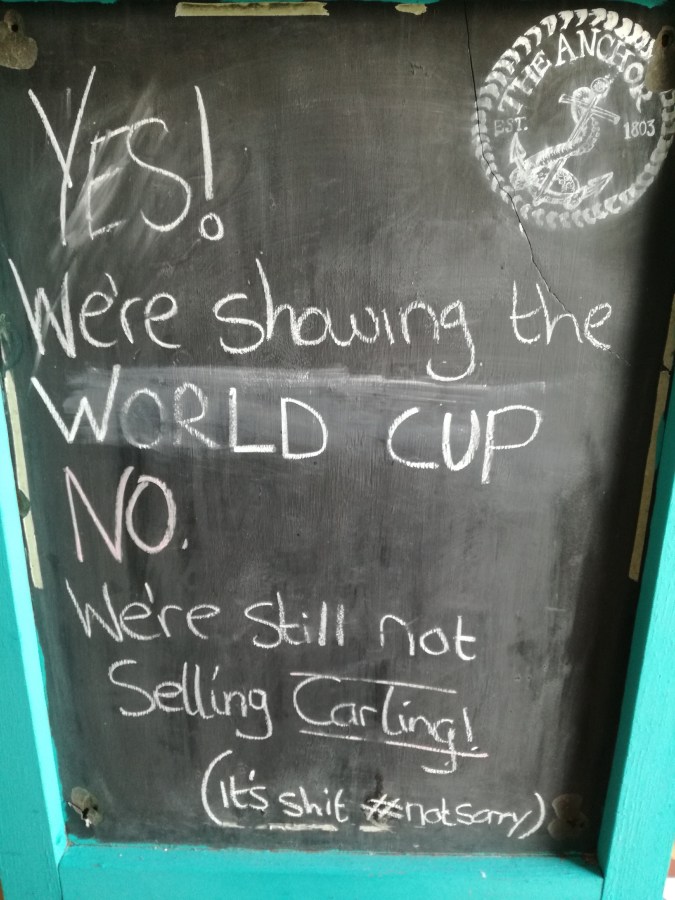 THE ANCHOR
EST. 1803
YES!
We're showing the
WORLD CUP
NO.
We're still not
Selling Carling!
(It's shit #notsorry)